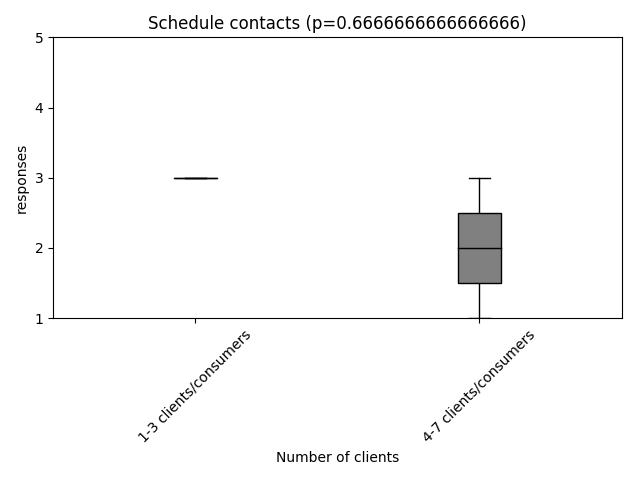 Schedule contacts (p=0.6666666666666666)
responses
5
4
3
2
1
1-3 clients/consumers
4-7 clients/consumers
Number of clients